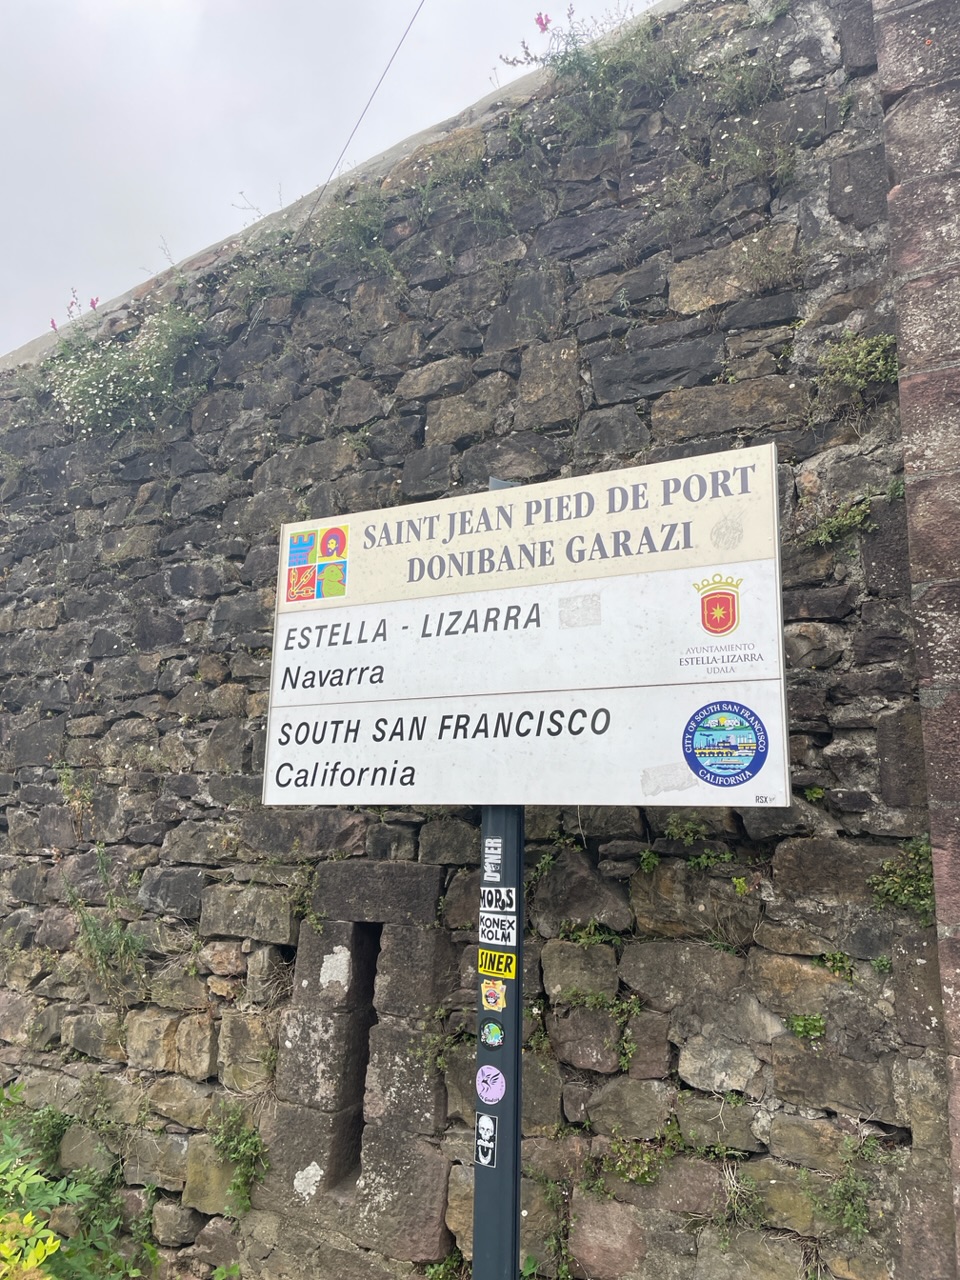 SAINT JEAN PIED DE PORT
DONIBANE GARAZI
ESTELLA - LIZARRA
Navarra
AYUNTAMIENTO
ESTELLA-LIZARRA
UDALA
SOUTH SAN FRANCISCO
California
CITY OF SOUTH SAN FRANCISCO
CALIFORNIA
RSX
MORS
KONEX
KOLM
SINER